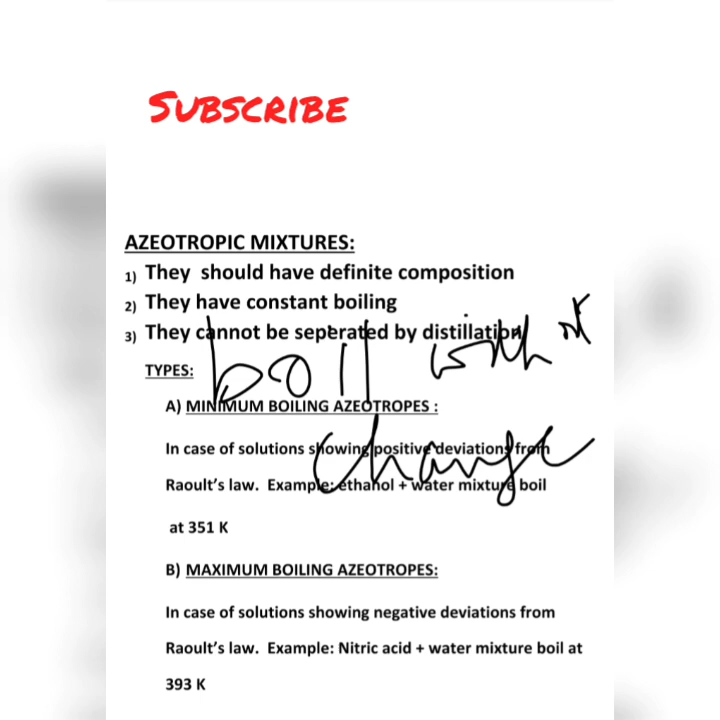 SUBSCRIBE
AZEOTROPIC MIXTURES:
1) They should have definite composition
2) They have constant boiling
3) They cannot be seperated by distillation
boil with ot
TYPES:
A) MINIMUM BOILING AZEOTROPES :
change
In case of solutions showing positive deviations from
Raoult's law. Example: ethanol + water mixture boil
at 351 K
B) MAXIMUM BOILING AZEOTROPES:
In case of solutions showing negative deviations from
Raoult's law. Example: Nitric acid + water mixture boil at
393 K